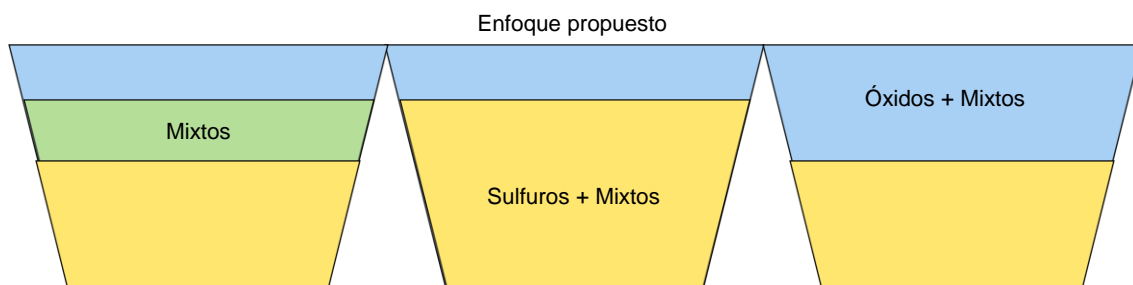 Enfoque propuesto
Mixtos
Sulfuros + Mixtos
Óxidos + Mixtos